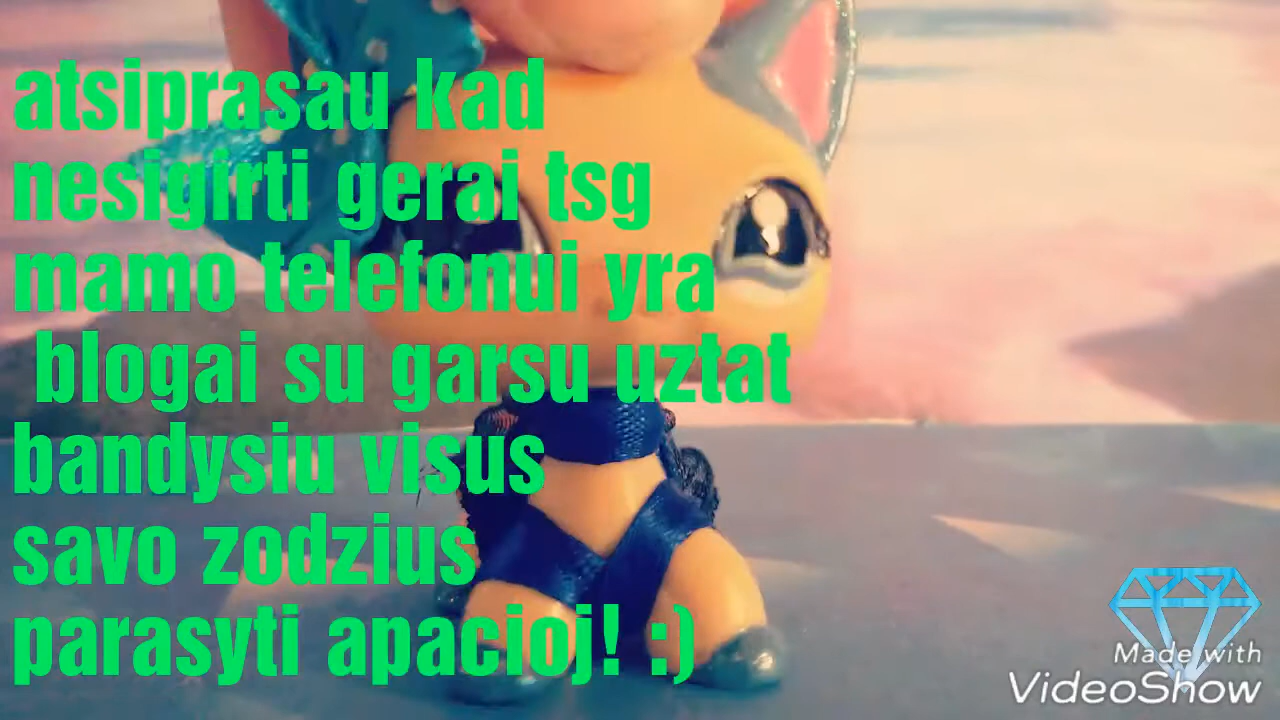 atsiprasau kad
nesigirti gerai tsg
mamo telefonui yra
blogai su garsu uztat
bandysiu visus
savo zodzius
parasyti apacioj! :)
Made with
VideoShow